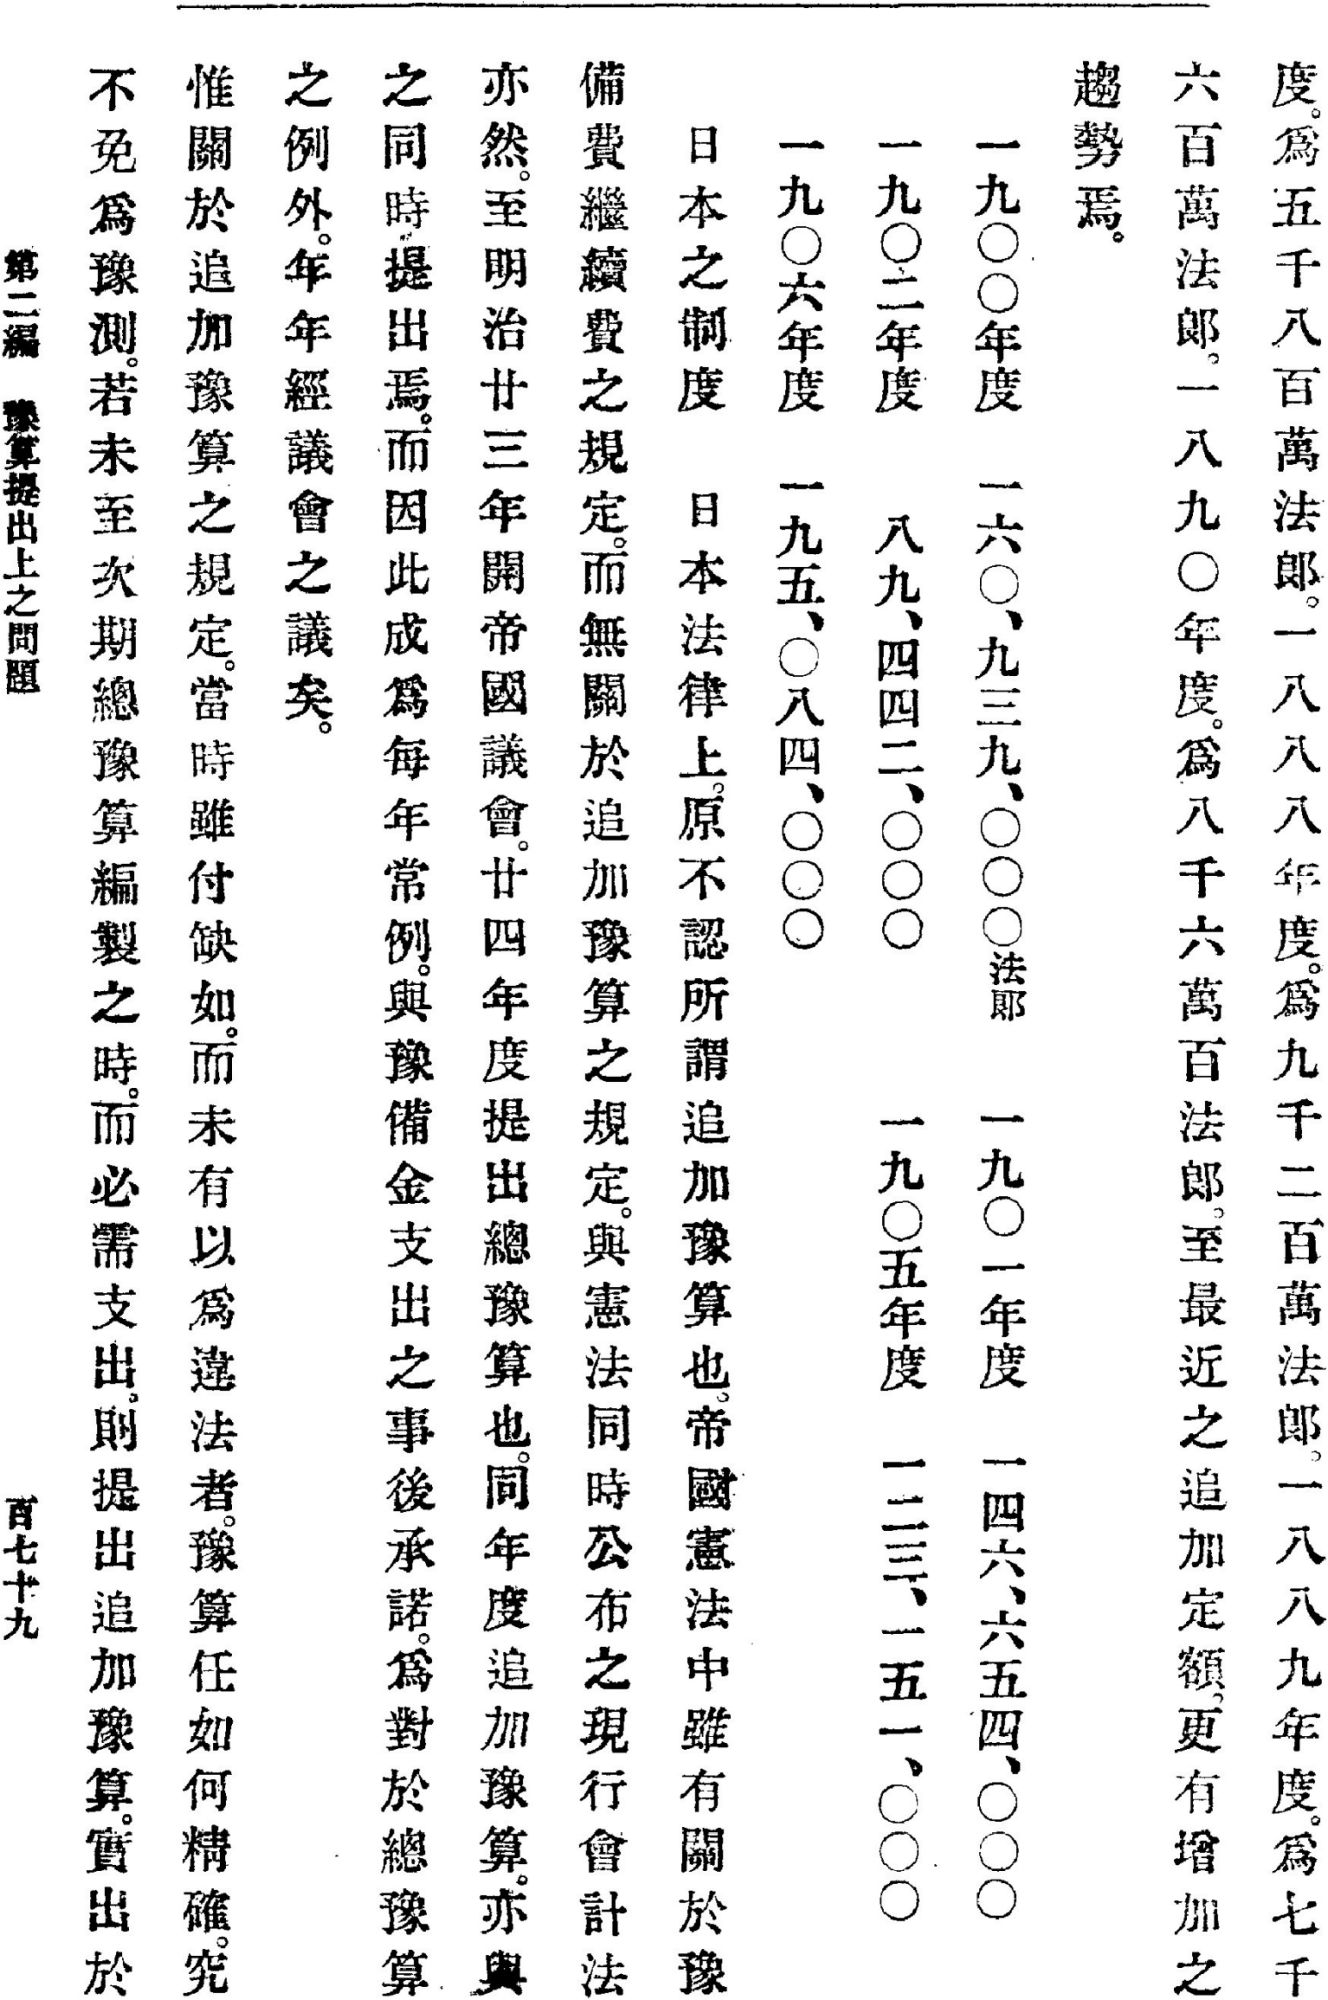 度。爲五千八百萬法郞。一八八八年度。爲九千二百萬法郞。一八八九年度。爲七千
六百萬法郞。一八九〇年度。爲八千六萬百法郞。至最近之追加定額。更有增加之
趨勢焉。
一九〇〇年度　一六〇、九三九、〇〇〇法郞　一九〇一年度　一四六、六五四、〇〇〇
一九〇二年度　八九、四四二、〇〇〇　一九〇五年度　一二三、一五一、〇〇〇
一九〇六年度　一九五、〇八四、〇〇〇
日本之制度　日本法律上。原不認所謂追加豫算也。帝國憲法中雖有關於豫
備費繼續費之規定。而無關於追加豫算之規定。與憲法同時公布之現行會計法
亦然。至明治廿三年開帝國議會。廿四年度提出總豫算也。同年度追加豫算。亦與
之同時提出焉。而因此成爲每年常例。與豫備金支出之事後承諾。爲對於總豫算
之例外。年年經議會之議矣。
惟關於追加豫算之規定。當時雖付缺如。而未有以爲違法者。豫算任如何精確。究
不免爲豫測。若未至次期總豫算編製之時。而必需支出。則提出追加豫算。實出於
第二編　豫算提出上之問題
百七十九